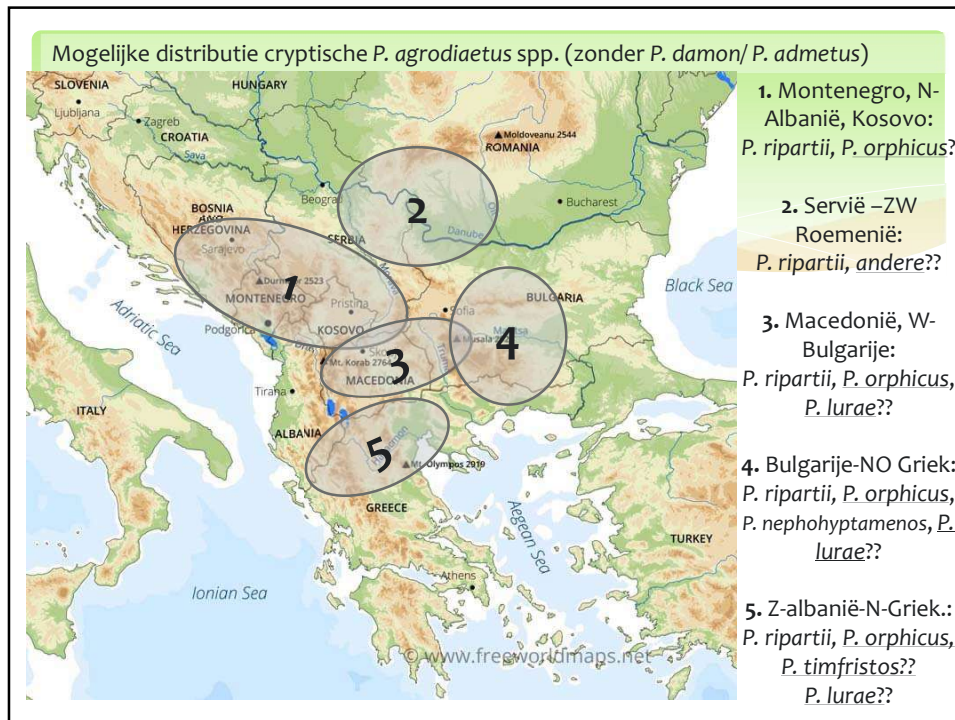 Mogelijke distributie cryptische P. agrodiaetus spp. (zonder P. damon/ P. admetus)
1. Montenegro, N-
Albanië, Kosovo:
P. ripartii, P. orphicus?
2. Servië –ZW
Roemenië:
P. ripartii, andere??
3. Macedonië, W-
Bulgarije:
P. ripartii, P. orphicus,
P. lurae??
4. Bulgarije-NO Griek:
P. ripartii, P. orphicus,
P. nephohyptamenos, P.
lurae??
5. Z-albanië-N-Griek.:
P. ripartii, P. orphicus,
P. timfristos??
P. lurae??
SLOVENIA
Ljubljana
HUNGARY
Zagreb
CROATIA
Sava
Moldoveanu 2544
ROMANIA
Beograd
2
Bucharest
BOSNIA
HERZEGOVINA
Sarajevo
SERBIA
Danube
1
MONTENEGRO
Pristina
KOSOVO
Podgorica
Sofia
BULGARIA
4
Black Sea
Adriatic Sea
3
Mt. Korab 2764
MACEDONIA
Tirana
ITALY
ALBANIA
5
Mt. Olympos 2919
GREECE
Aegean Sea
TURKEY
Ionian Sea
Athens
© www.freeworldmaps.net